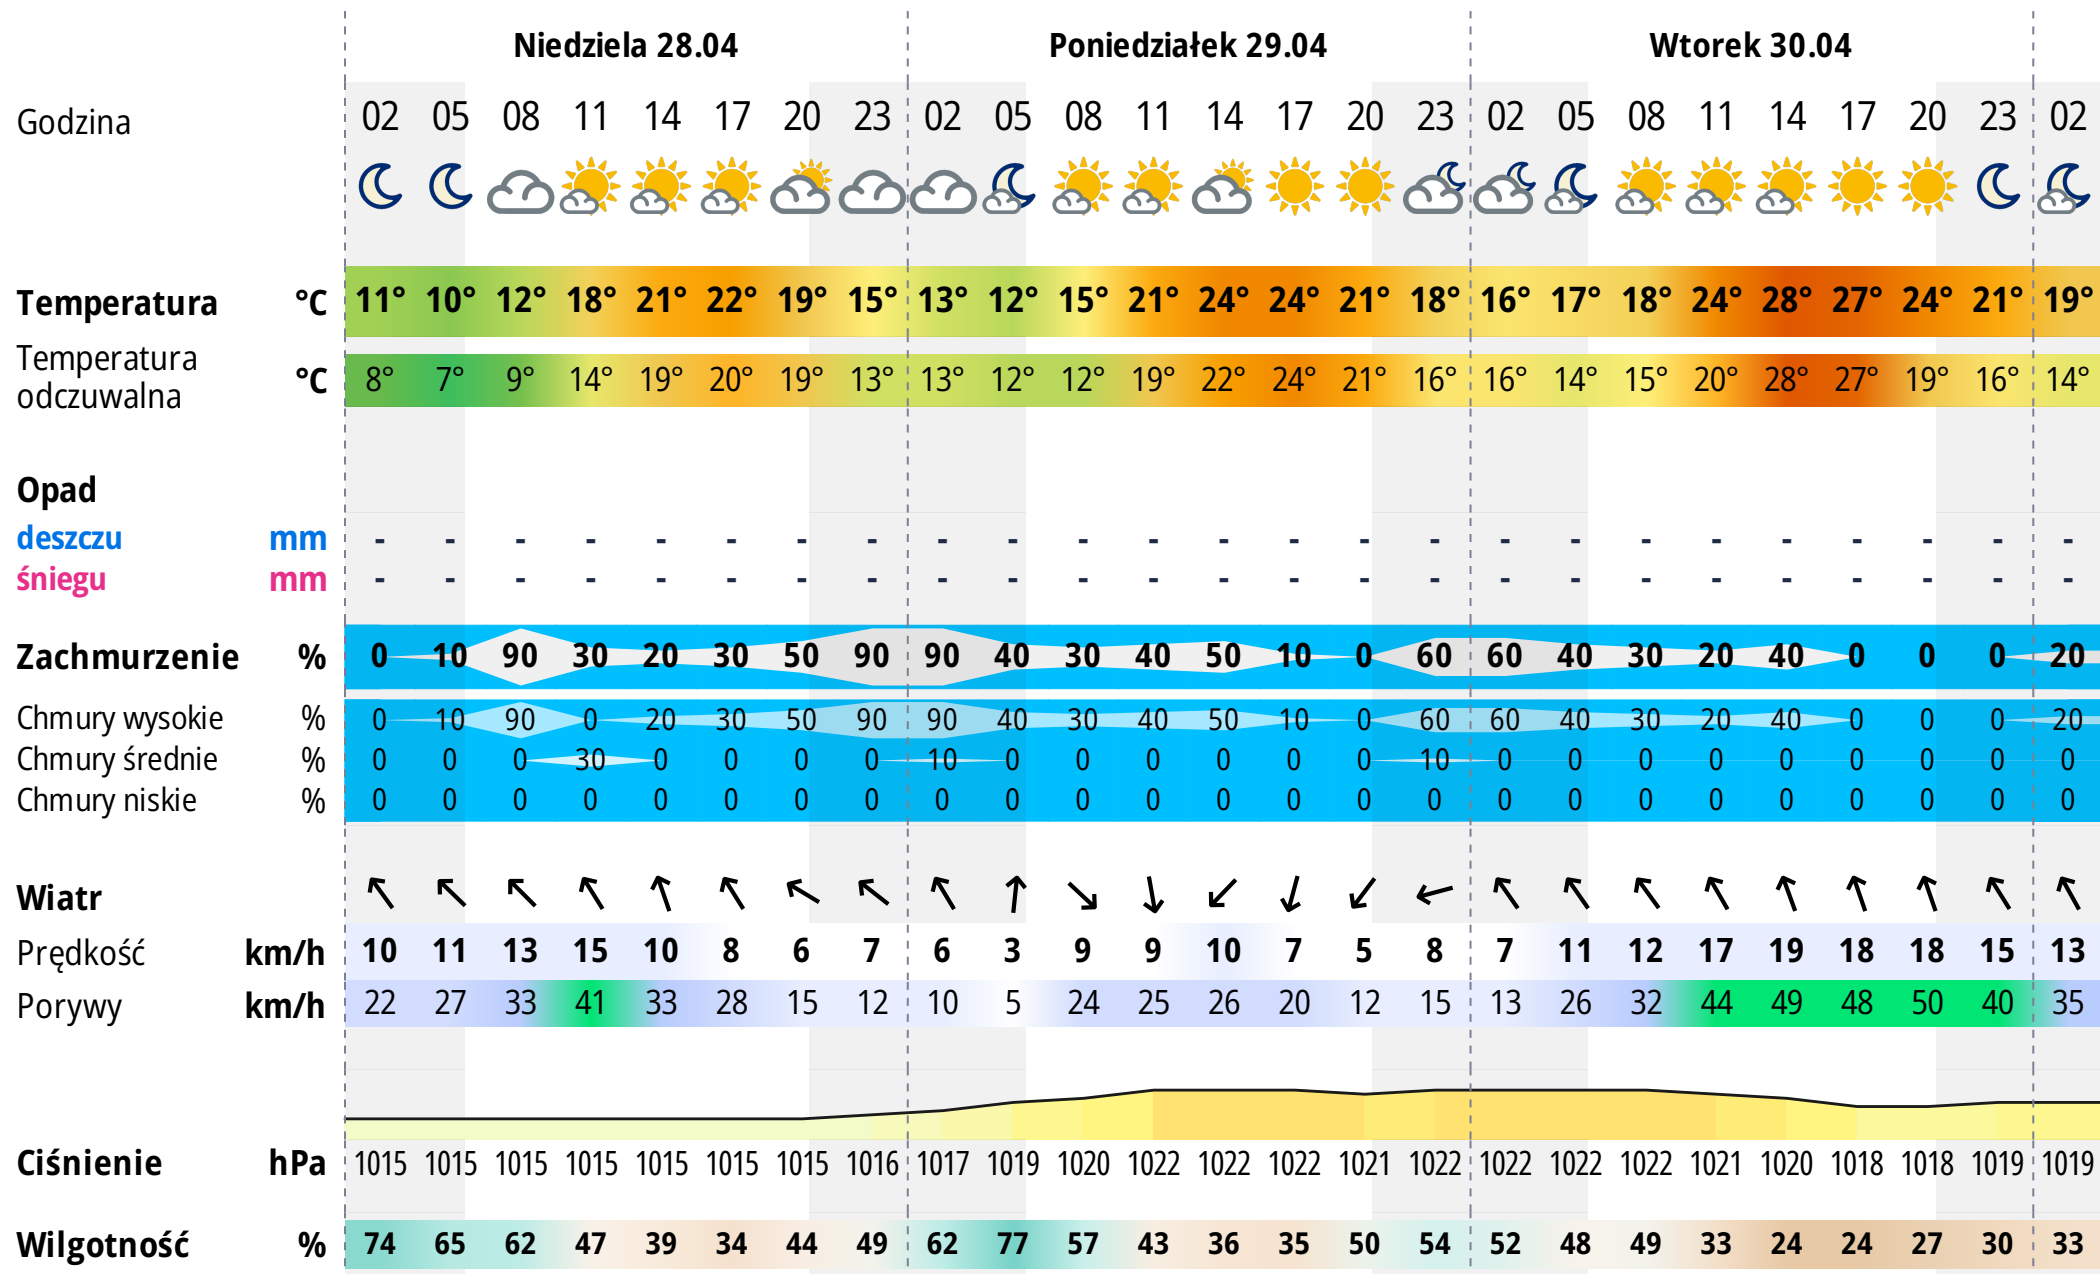 Niedziela 28.04 Poniedziałek 29.04 Wtorek 30.04
Godzina 02 05 08 11 14 17 20 23 02 05 08 11 14 17 20 23 02 05 08 11 14 17 20 23 02
Temperatura °C 11° 10° 12° 18° 21° 22° 19° 15° 13° 12° 15° 21° 24° 24° 21° 18° 16° 17° 18° 24° 28° 27° 24° 21° 19°
Temperatura
odczuwalna °C 8° 7° 9° 14° 19° 20° 19° 13° 13° 12° 12° 19° 22° 24° 21° 16° 16° 14° 15° 20° 28° 27° 19° 16° 14°
Opad
deszczu mm - - - - - - - - - - - - - - - - - - - - - - - - -
śniegu mm - - - - - - - - - - - - - - - - - - - - - - - - -
Zachmurzenie % 0 10 90 30 20 30 50 90 90 40 30 40 50 10 0 60 60 40 30 20 40 0 0 0 20
Chmury wysokie % 0 10 90 0 20 30 50 90 90 40 30 40 50 10 0 60 60 40 30 20 40 0 0 0 20
Chmury średnie % 0 0 0 30 0 0 0 0 10 0 0 0 0 0 0 10 0 0 0 0 0 0 0 0 0
Chmury niskie % 0 0 0 0 0 0 0 0 0 0 0 0 0 0 0 0 0 0 0 0 0 0 0 0 0
Wiatr
Prędkość km/h 10 11 13 15 10 8 6 7 6 3 9 9 10 7 5 8 7 11 12 17 19 18 18 15 13
Porywy km/h 22 27 33 41 33 28 15 12 10 5 24 25 26 20 12 15 13 26 32 44 49 48 50 40 35
Ciśnienie hPa 1015 1015 1015 1015 1015 1015 1015 1016 1017 1019 1020 1022 1022 1022 1021 1022 1022 1022 1022 1021 1020 1018 1018 1019 1019
Wilgotność % 74 65 62 47 39 34 44 49 62 77 57 43 36 35 50 54 52 48 49 33 24 24 27 30 33